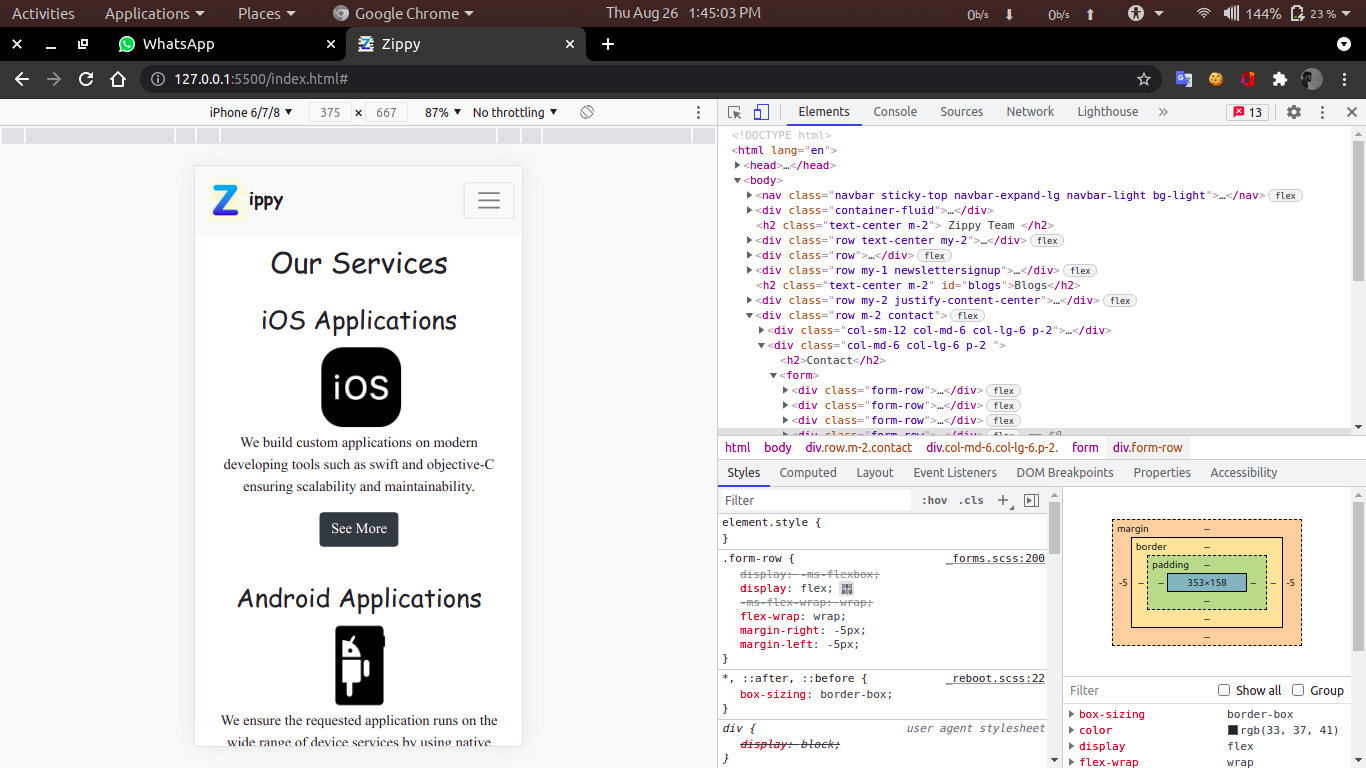 Activities Applications Places Google Chrome Thu Aug 26 1:45:03 PM 0b/s 0b/s 144% 23 %
WhatsApp Zippy
127.0.0.1:5500/index.html#
iPhone 6/7/8 375 × 667 87% No throttling
Elements Console Sources Network Lighthouse » 13
Zippy
Our Services
iOS Applications
iOS
We build custom applications on modern
developing tools such as swift and objective-C
ensuring scalability and maintainability.
See More
Android Applications
We ensure the requested application runs on the
wide range of device services by using native
<!DOCTYPE html>
<html lang="en">
<head>…</head>
<body>
<nav class="navbar sticky-top navbar-expand-lg navbar-light bg-light">…</nav> flex
<div class="container-fluid">…</div>
<h2 class="text-center m-2"> Zippy Team </h2>
<div class="row text-center my-2">…</div> flex
<div class="row">…</div> flex
<div class="row my-1 newslettersignup">…</div> flex
<h2 class="text-center m-2" id="blogs">Blogs</h2>
<div class="row my-2 justify-content-center">…</div> flex
<div class="row m-2 contact"> flex
<div class="col-sm-12 col-md-6 col-lg-6 p-2">…</div>
<div class="col-md-6 col-lg-6 p-2 ">
<h2>Contact</h2>
<form>
<div class="form-row">…</div> flex
<div class="form-row">…</div> flex
<div class="form-row">…</div> flex
<div class="form-row">…</div> flex == $0
html body div.row.m-2.contact div.col-md-6.col-lg-6.p-2. form div.form-row
Styles Computed Layout Event Listeners DOM Breakpoints Properties Accessibility
Filter :hov .cls +
element.style {
}
.form-row { _forms.scss:200
display: -ms-flexbox;
display: flex;
-ms-flex-wrap: wrap;
flex-wrap: wrap;
margin-right: -5px;
margin-left: -5px;
}
*, ::after, ::before { _reboot.scss:22
box-sizing: border-box;
}
div { user agent stylesheet
display: block;
}
margin –
border –
padding –
-5 – – 353×158 – – -5
–
–
–
Filter Show all Group
box-sizing border-box
color rgb(33, 37, 41)
display flex
flex-wrap wrap